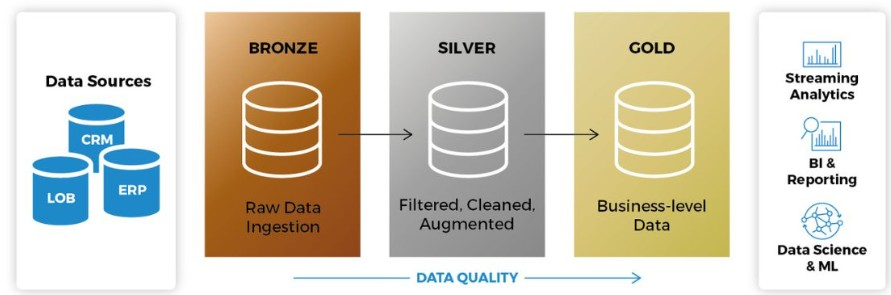 Data Sources
CRM
LOB
ERP
BRONZE
Raw Data
Ingestion
SILVER
Filtered, Cleaned,
Augmented
GOLD
Business-level
Data
DATA QUALITY
Streaming
Analytics
BI &
Reporting
Data Science
& ML